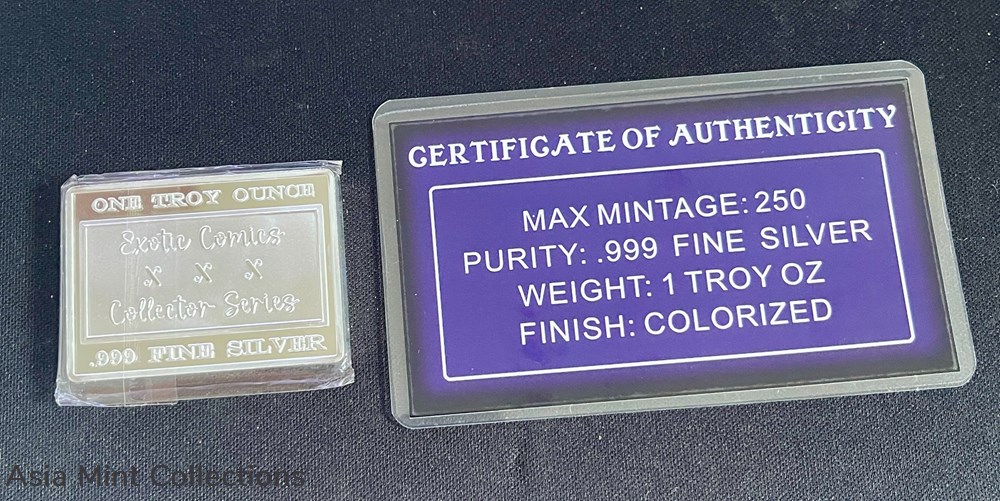 ONE TROY OUNCE
Exotic Comics
X X X
Collector Series
.999 FINE SILVER
CERTIFICATE OF AUTHENTICITY
MAX MINTAGE: 250
PURITY: .999 FINE SILVER
WEIGHT: 1 TROY OZ
FINISH: COLORIZED
Asia Mint Collections